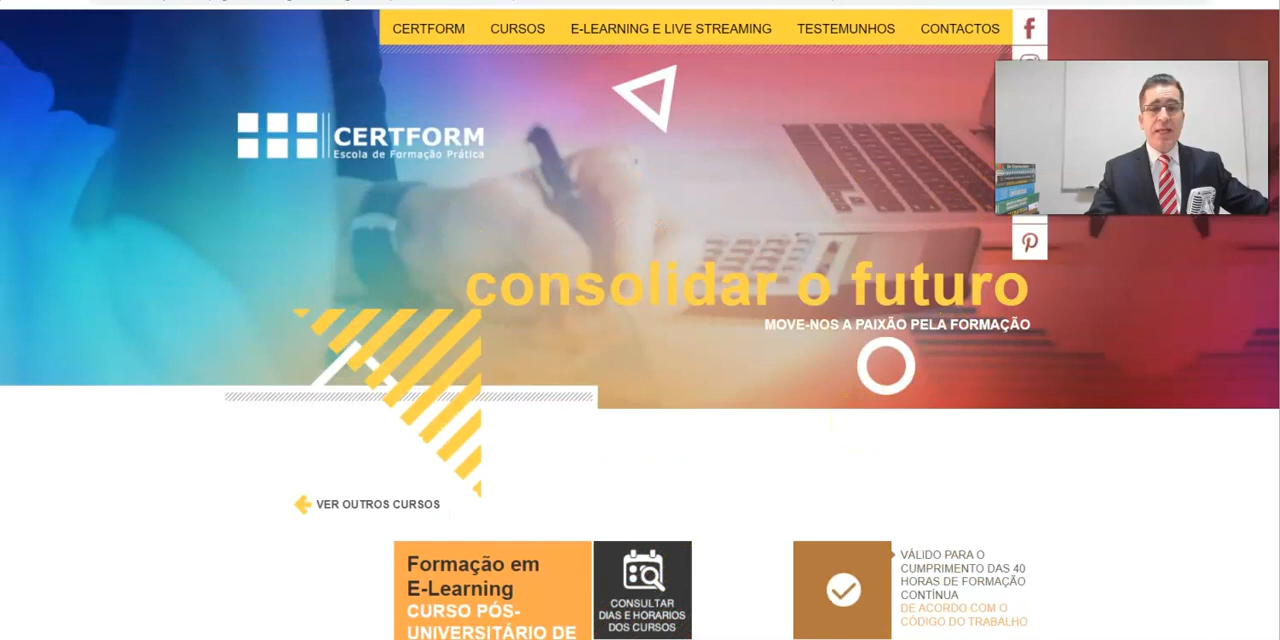 CERTFORM CURSOS E-LEARNING E LIVE STREAMING TESTEMUNHOS CONTACTOS
CERTFORM
Escola de Formação Prática
consolidar o futuro
MOVE-NOS A PAIXÃO PELA FORMAÇÃO
VER OUTROS CURSOS
Formação em
E-Learning
CURSO PÓS-
UNIVERSITÁRIO DE
CONSULTAR
DIAS E HORARIOS
DOS CURSOS
VÁLIDO PARA O
CUMPRIMENTO DAS 40
HORAS DE FORMAÇÃO
CONTÍNUA
DE ACORDO COM O
CÓDIGO DO TRABALHO